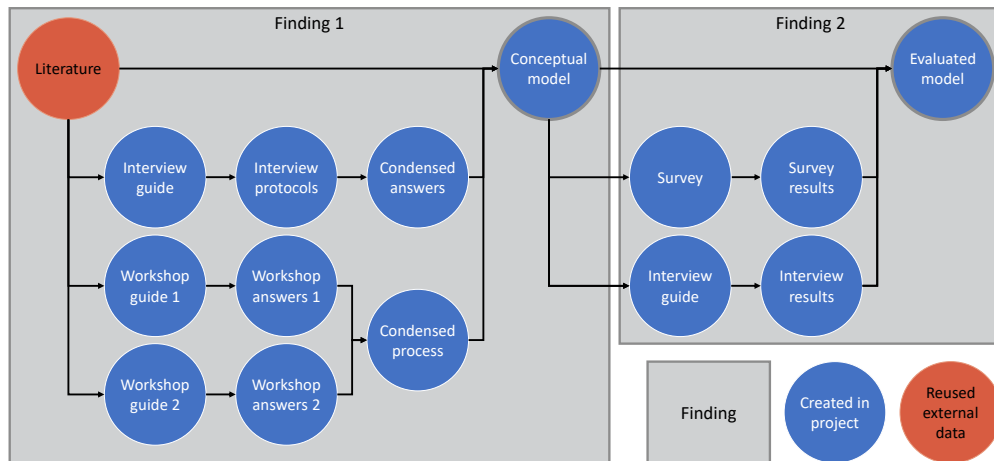 Finding 1
Finding 2
Literature
Conceptual
model
Evaluated
model
Interview
guide
Interview
protocols
Condensed
answers
Survey
Survey
results
Workshop
guide 1
Workshop
answers 1
Condensed
process
Interview
guide
Interview
results
Workshop
guide 2
Workshop
answers 2
Finding
Created in
project
Reused
external
data